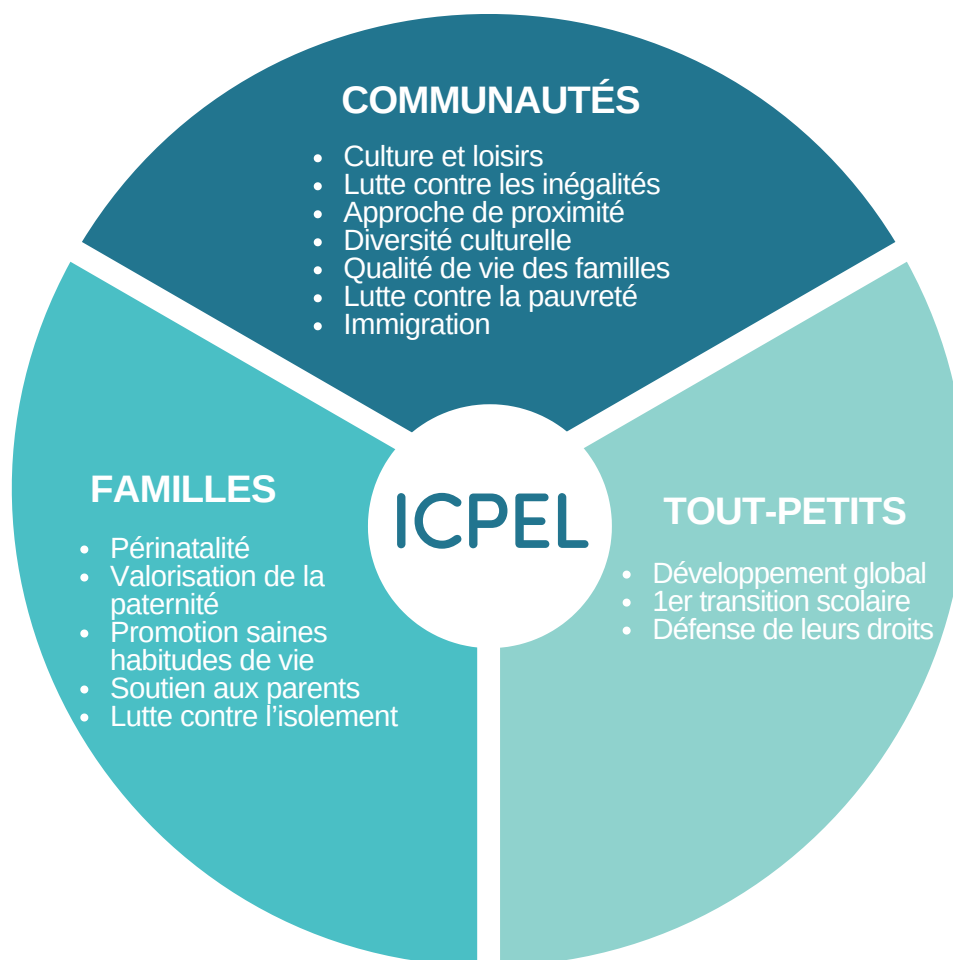 COMMUNAUTÉS
• Culture et loisirs
• Lutte contre les inégalités
• Approche de proximité
• Diversité culturelle
• Qualité de vie des familles
• Lutte contre la pauvreté
• Immigration
FAMILLES
• Périnatalité
• Valorisation de la
paternité
• Promotion saines
habitudes de vie
• Soutien aux parents
• Lutte contre l’isolement
ICPEL
TOUT-PETITS
• Développement global
• 1er transition scolaire
• Défense de leurs droits